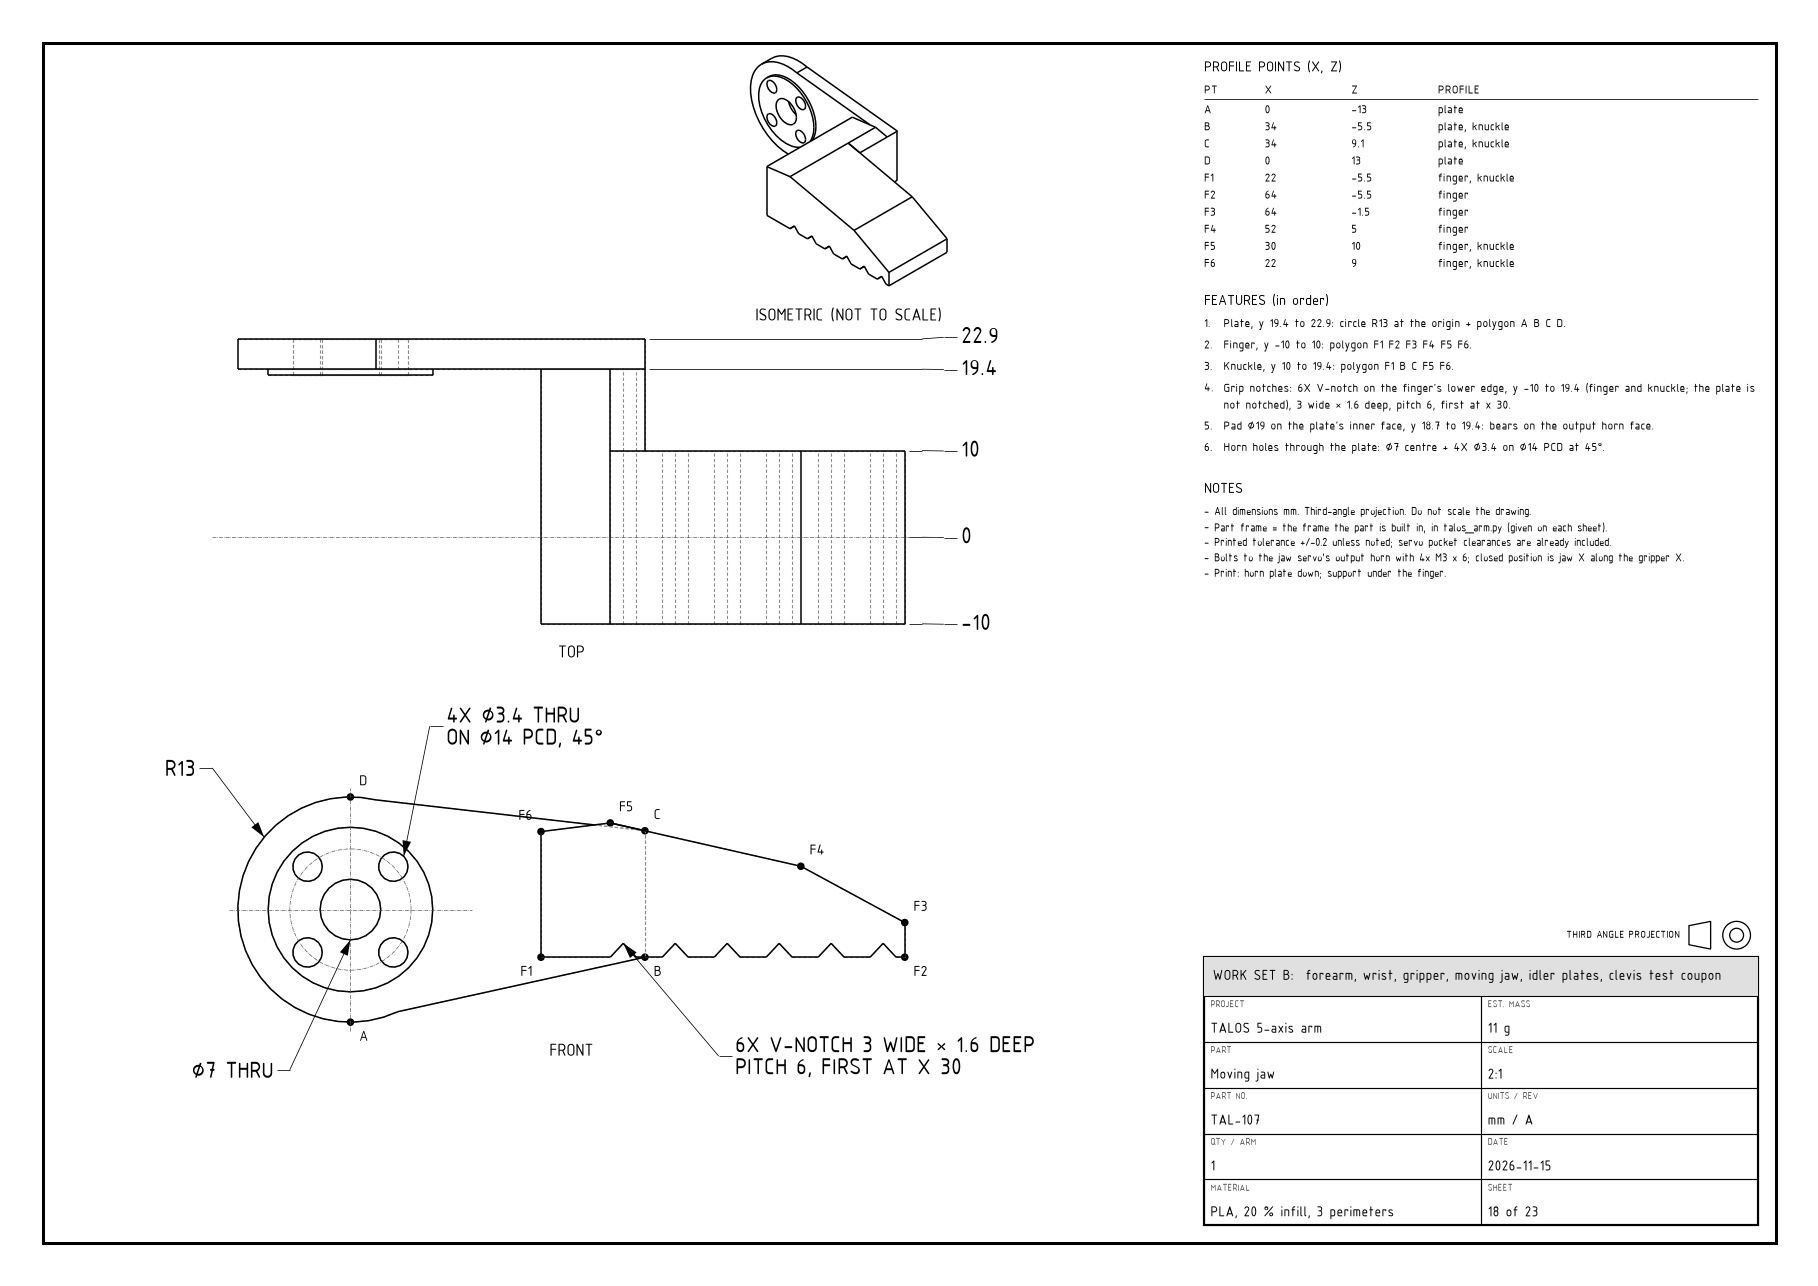 ISOMETRIC (NOT TO SCALE)
22.9
19.4
10
0
-10
TOP
4X Ø3.4 THRU
ON Ø14 PCD, 45°
R13
D
F6
F5
C
F4
F3
F1
B
F2
A
Ø7 THRU
FRONT
6X V-NOTCH 3 WIDE × 1.6 DEEP
PITCH 6, FIRST AT X 30
PROFILE POINTS (X, Z)
PT X Z PROFILE
A 0 -13 plate
B 34 -5.5 plate, knuckle
C 34 9.1 plate, knuckle
D 0 13 plate
F1 22 -5.5 finger, knuckle
F2 64 -5.5 finger
F3 64 -1.5 finger
F4 52 5 finger
F5 30 10 finger, knuckle
F6 22 9 finger, knuckle
FEATURES (in order)
1. Plate, y 19.4 to 22.9: circle R13 at the origin + polygon A B C D.
2. Finger, y -10 to 10: polygon F1 F2 F3 F4 F5 F6.
3. Knuckle, y 10 to 19.4: polygon F1 B C F5 F6.
4. Grip notches: 6X V-notch on the finger's lower edge, y -10 to 19.4 (finger and knuckle; the plate is
not notched), 3 wide × 1.6 deep, pitch 6, first at x 30.
5. Pad Ø19 on the plate's inner face, y 18.7 to 19.4: bears on the output horn face.
6. Horn holes through the plate: Ø7 centre + 4X Ø3.4 on Ø14 PCD at 45°.
NOTES
- All dimensions mm. Third-angle projection. Do not scale the drawing.
- Part frame = the frame the part is built in, in talos_arm.py (given on each sheet).
- Printed tolerance +/-0.2 unless noted; servo pocket clearances are already included.
- Bolts to the jaw servo's output horn with 4x M3 x 6; closed position is jaw X along the gripper X.
- Print: horn plate down; support under the finger.
THIRD ANGLE PROJECTION
WORK SET B: forearm, wrist, gripper, moving jaw, idler plates, clevis test coupon
PROJECT
TALOS 5-axis arm
EST. MASS
11 g
PART
Moving jaw
SCALE
2:1
PART NO.
TAL-107
UNITS / REV
mm / A
QTY / ARM
1
DATE
2026-11-15
MATERIAL
PLA, 20 % infill, 3 perimeters
SHEET
18 of 23